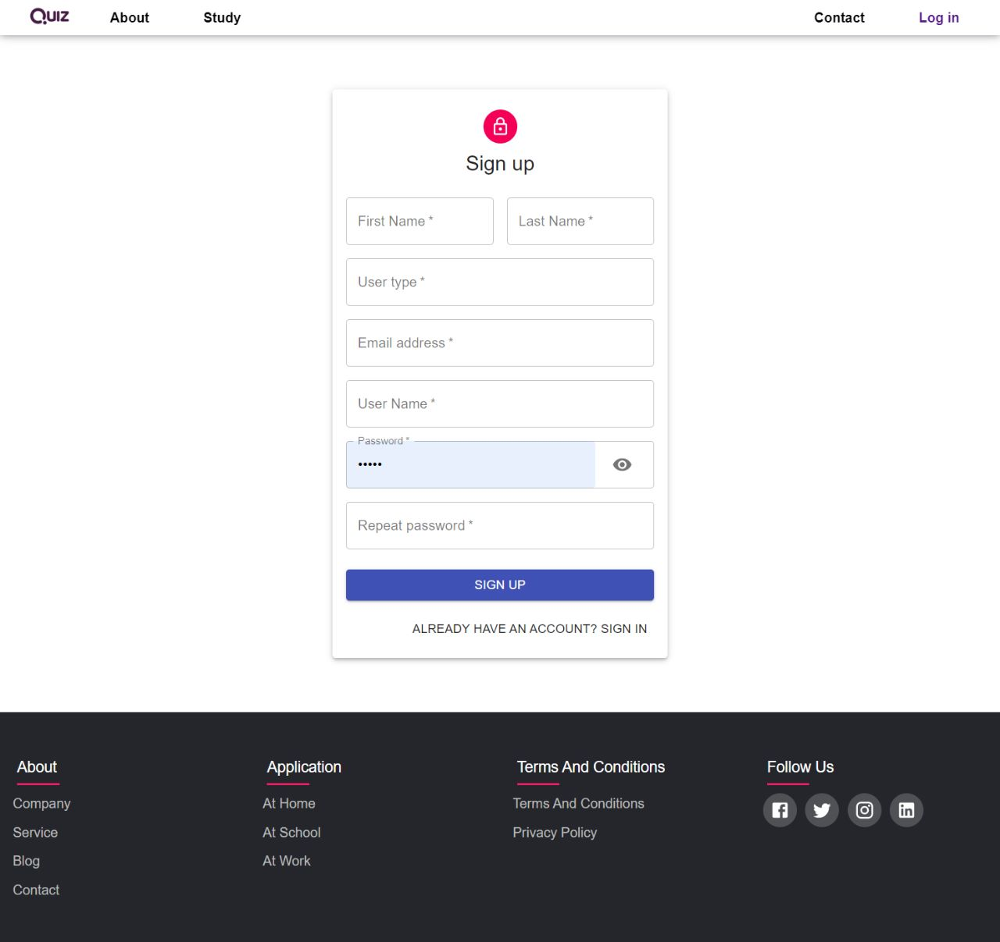 QUIZ About Study Contact Log in
Sign up
First Name * Last Name *
User type *
Email address *
User Name *
Password *
•••••
Repeat password *
SIGN UP
ALREADY HAVE AN ACCOUNT? SIGN IN
About Application Terms And Conditions Follow Us
Company At Home Terms And Conditions
Service At School Privacy Policy
Blog At Work
Contact